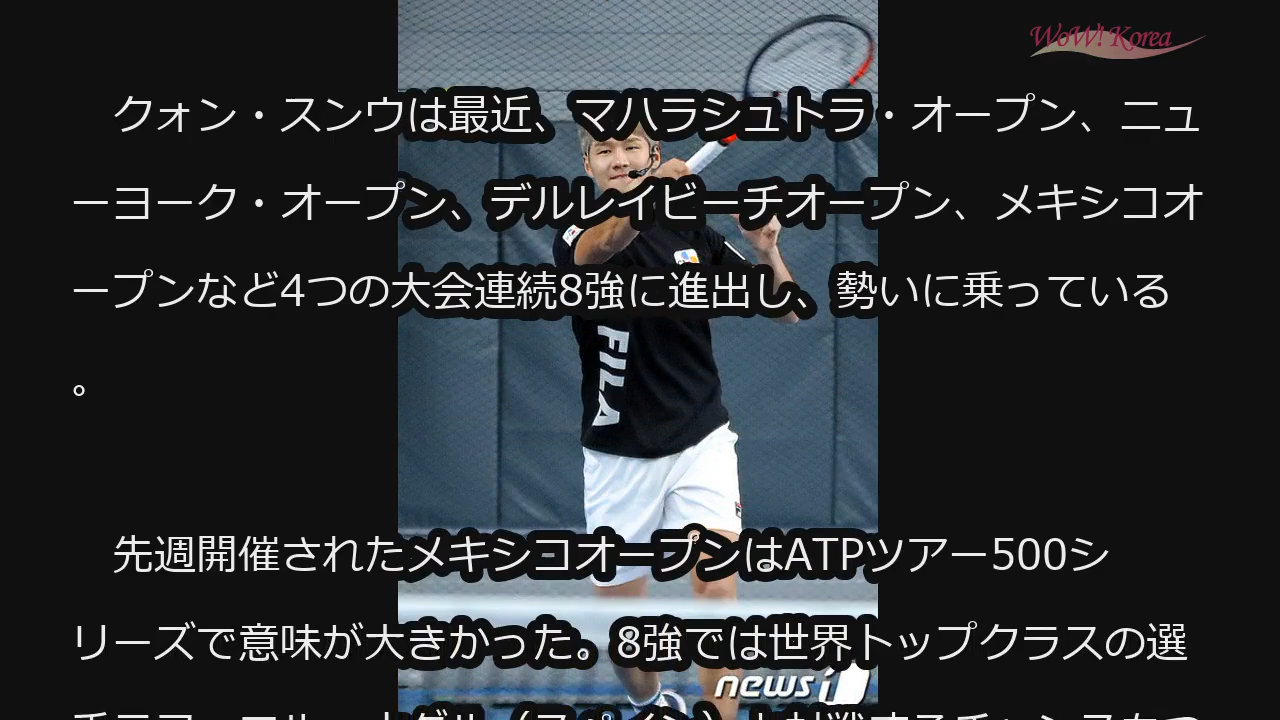 WoW! Korea
クォン・スンウは最近、マハラシュトラ・オープン、ニュ
ーヨーク・オープン、デルレイビーチオープン、メキシコオ
ープンなど4つの大会連続8強に進出し、勢いに乗っている
。
FILA
先週開催されたメキシコオープンはATPツアー500シ
リーズで意味が大きかった。8強では世界トップクラスの選
news1